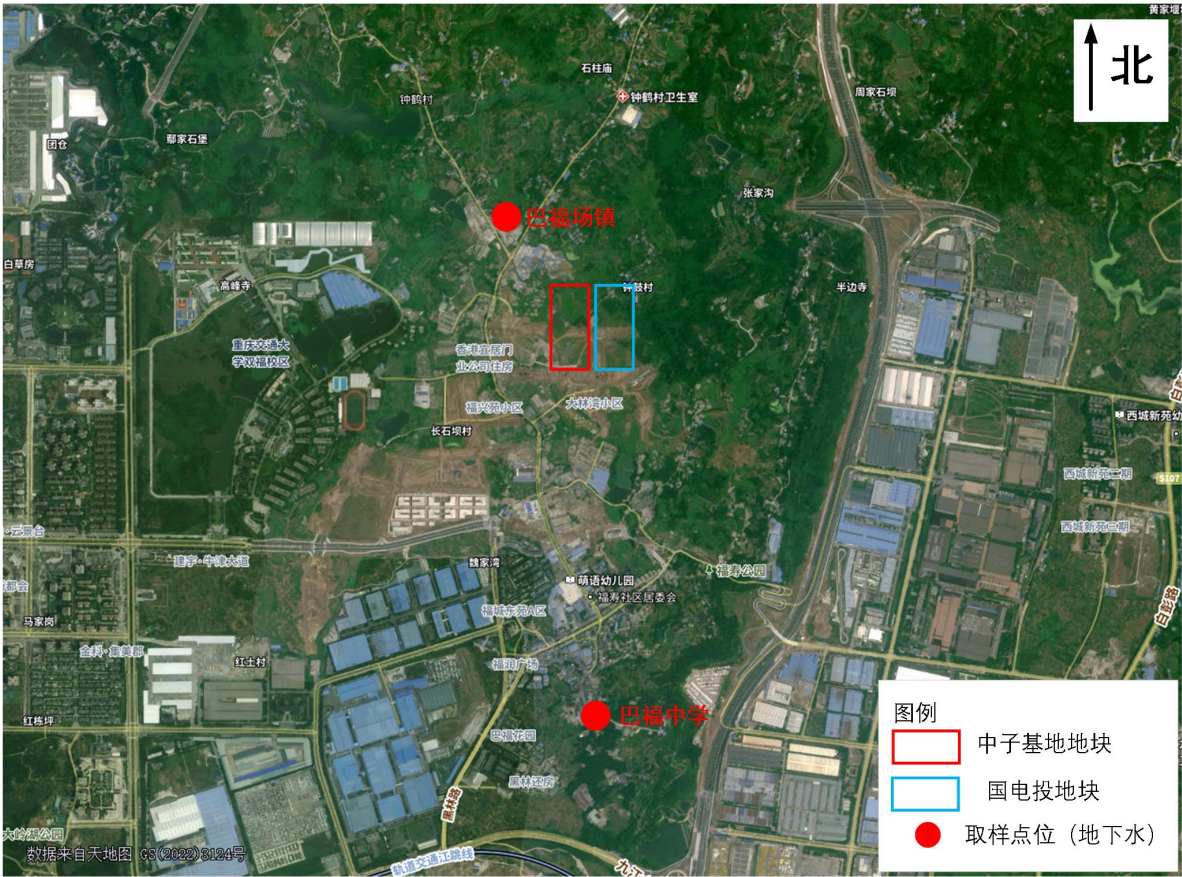 黄家堰
北
石柱庙
钟鹤村
钟鹤村卫生室
周家石坝
团仓
鄢家石堡
张家沟
巴福场镇
白草房
高峰寺
钟鼓村
半边寺
重庆交通大
学双福校区
香港宜居门
业公司住房
福兴苑小区
大林湾小区
西城新苑幼
长石坝村
西城新苑二期
S107
西城新苑二期
·云景台
建宇·牛津大道
魏家湾
福寿公园
都会
萌语幼儿园
福寿社区居委会
福城东苑A区
白彭路
马家岗
金科·集美郡
红土村
福润广场
红栋坪
巴福中学
巴福花园
黑林还房
黑林路
大岭湖公园
数据来自天地图 GS(2022)3124号
轨道交通江跳线
九江
图例
中子基地地块
国电投地块
取样点位（地下水）